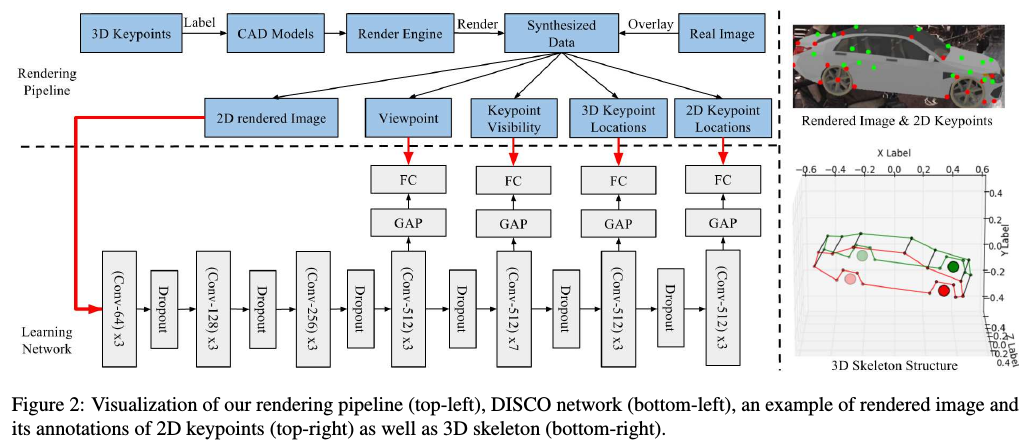 3D Keypoints
Label
CAD Models
Render Engine
Render
Synthesized
Data
Overlay
Real Image
Rendering
Pipeline
2D rendered Image
Viewpoint
Keypoint
Visibility
3D Keypoint
Locations
2D Keypoint
Locations
FC
FC
FC
FC
GAP
GAP
GAP
GAP
Learning
Network
(Conv-64) x3
Dropout
(Conv-128) x3
Dropout
(Conv-256) x3
Dropout
(Conv-512) x3
Dropout
(Conv-512) x7
Dropout
(Conv-512) x3
Dropout
(Conv-512) x3
Rendered Image & 2D Keypoints
X Label
-0.6 -0.4 -0.2 0.0 0.2 0.4 0.6
0.4
0.2
0.0
-0.2
-0.4
Y Label
-0.4
-0.2
0.0
0.2
0.4
Z Label
3D Skeleton Structure
Figure 2: Visualization of our rendering pipeline (top-left), DISCO network (bottom-left), an example of rendered image and
its annotations of 2D keypoints (top-right) as well as 3D skeleton (bottom-right).